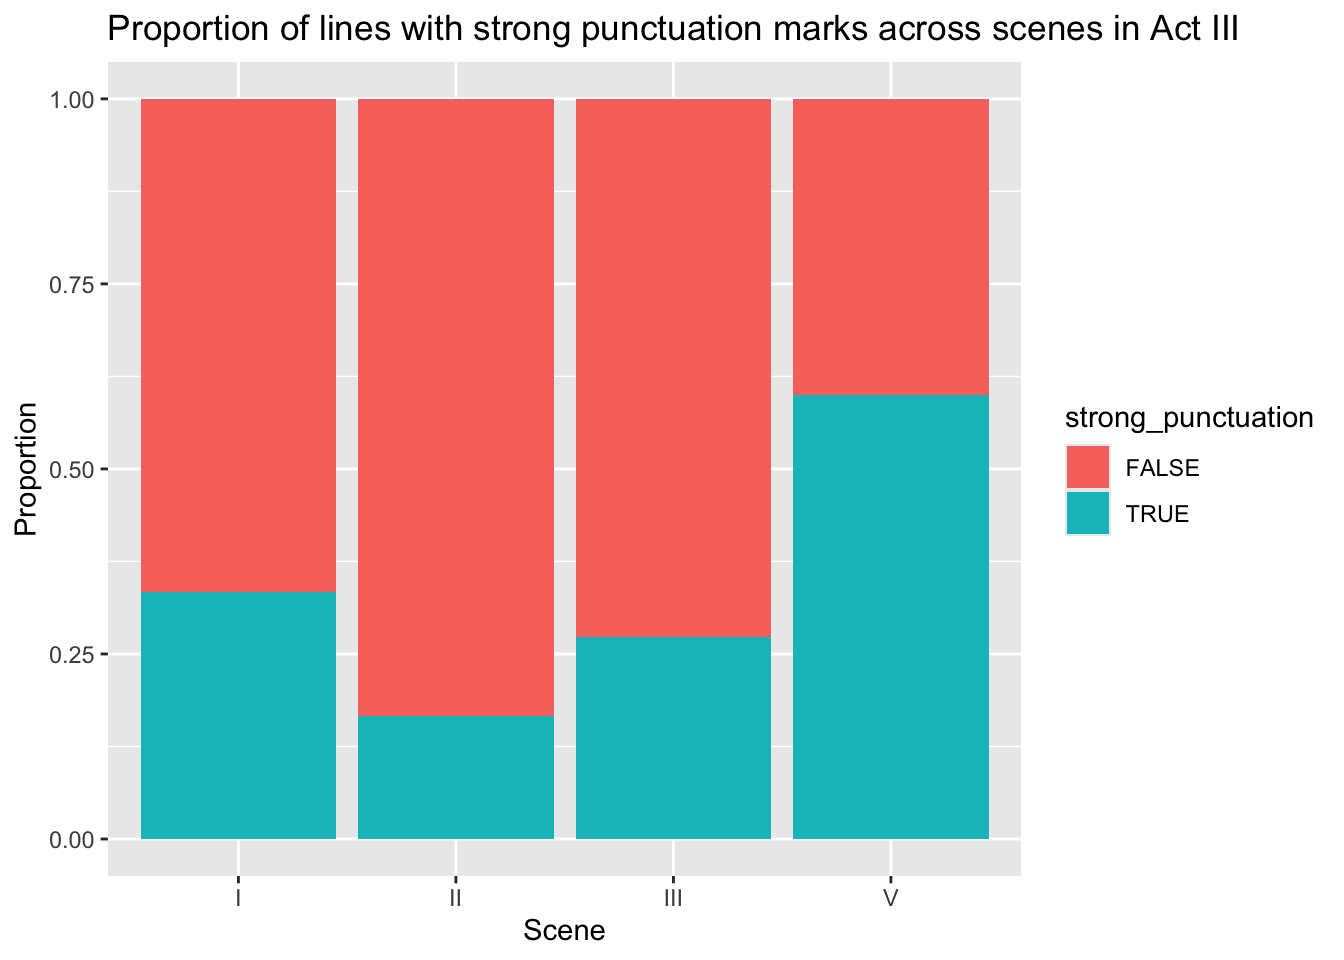 Proportion of lines with strong punctuation marks across scenes in Act III
1.00
0.75
0.50
0.25
0.00
Proportion
I II III V
Scene
strong_punctuation
FALSE
TRUE